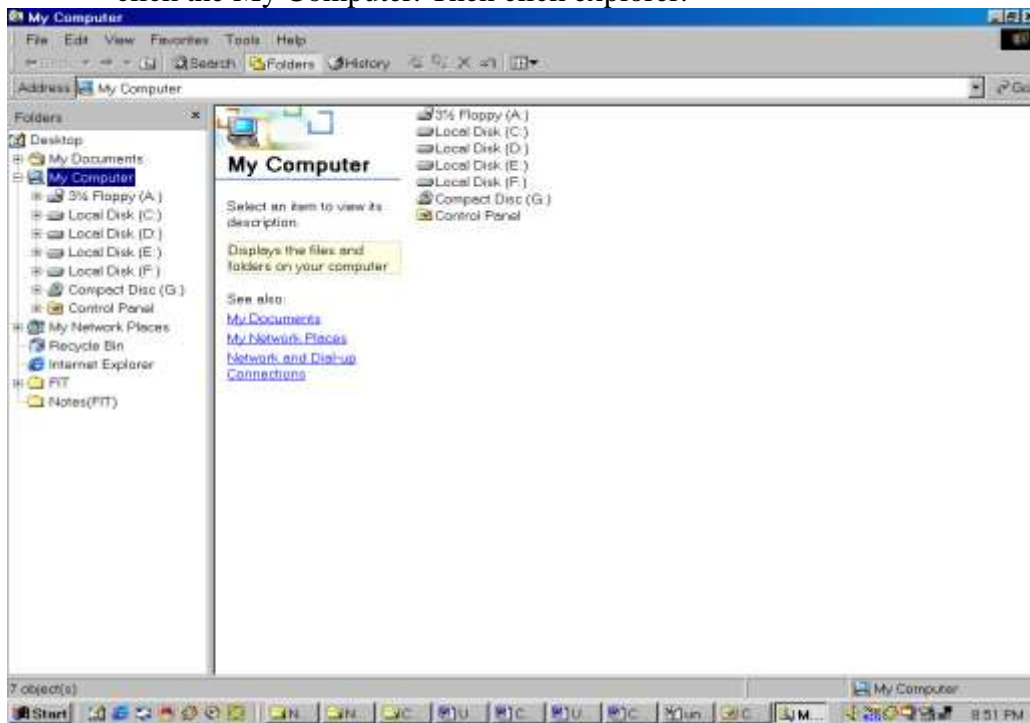 click the My Computer. Then click explorer.
My Computer
File Edit View Favorites Tools Help
Search Folders History
Address My Computer Go
Folders
Desktop
My Documents
My Computer
3½ Floppy (A:)
Local Disk (C:)
Local Disk (D:)
Local Disk (E:)
Local Disk (F:)
Compact Disc (G:)
Control Panel
My Network Places
Recycle Bin
Internet Explorer
FIT
Notes(FIT)
My Computer
Select an item to view its
description.
Displays the files and
folders on your computer
See also:
My Documents
My Network Places
Network and Dial-up
Connections
3½ Floppy (A:)
Local Disk (C:)
Local Disk (D:)
Local Disk (E:)
Local Disk (F:)
Compact Disc (G:)
Control Panel
7 object(s) My Computer
Start N... N... C... U... C... U... C... un... C... M... 8:51 PM